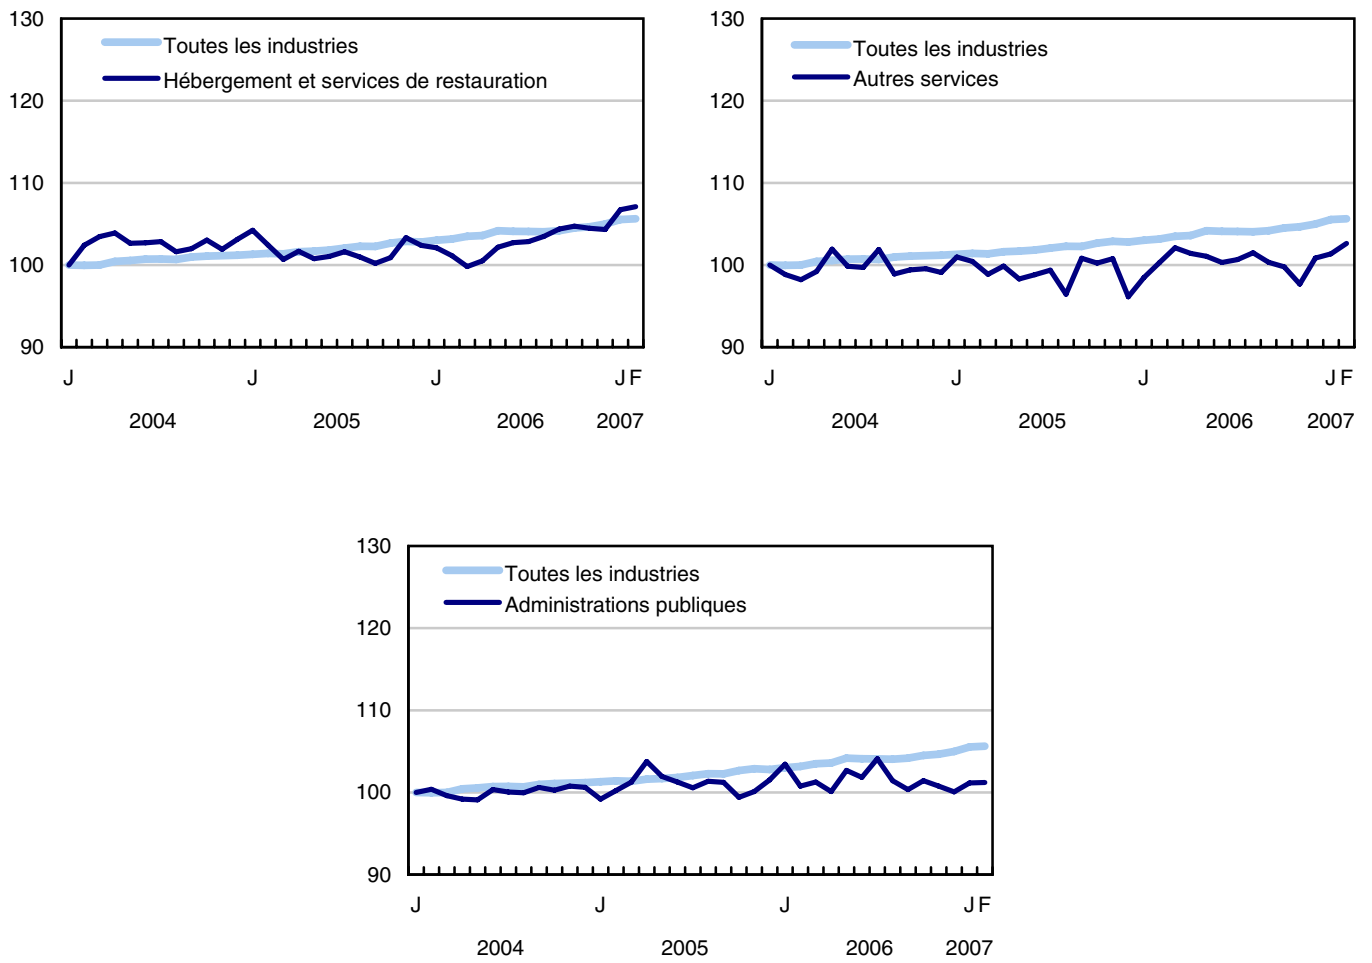 130
Toutes les industries
Hébergement et services de restauration
120
110
100
90
J J J J F
2004 2005 2006 2007
130
Toutes les industries
Autres services
120
110
100
90
J J J J F
2004 2005 2006 2007
130
Toutes les industries
Administrations publiques
120
110
100
90
J J J J F
2004 2005 2006 2007